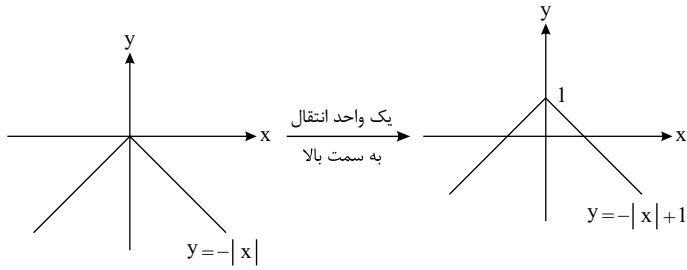 y
x
y=-|x|
یک واحد انتقال
به سمت بالا
y
1
x
y=-|x|+1